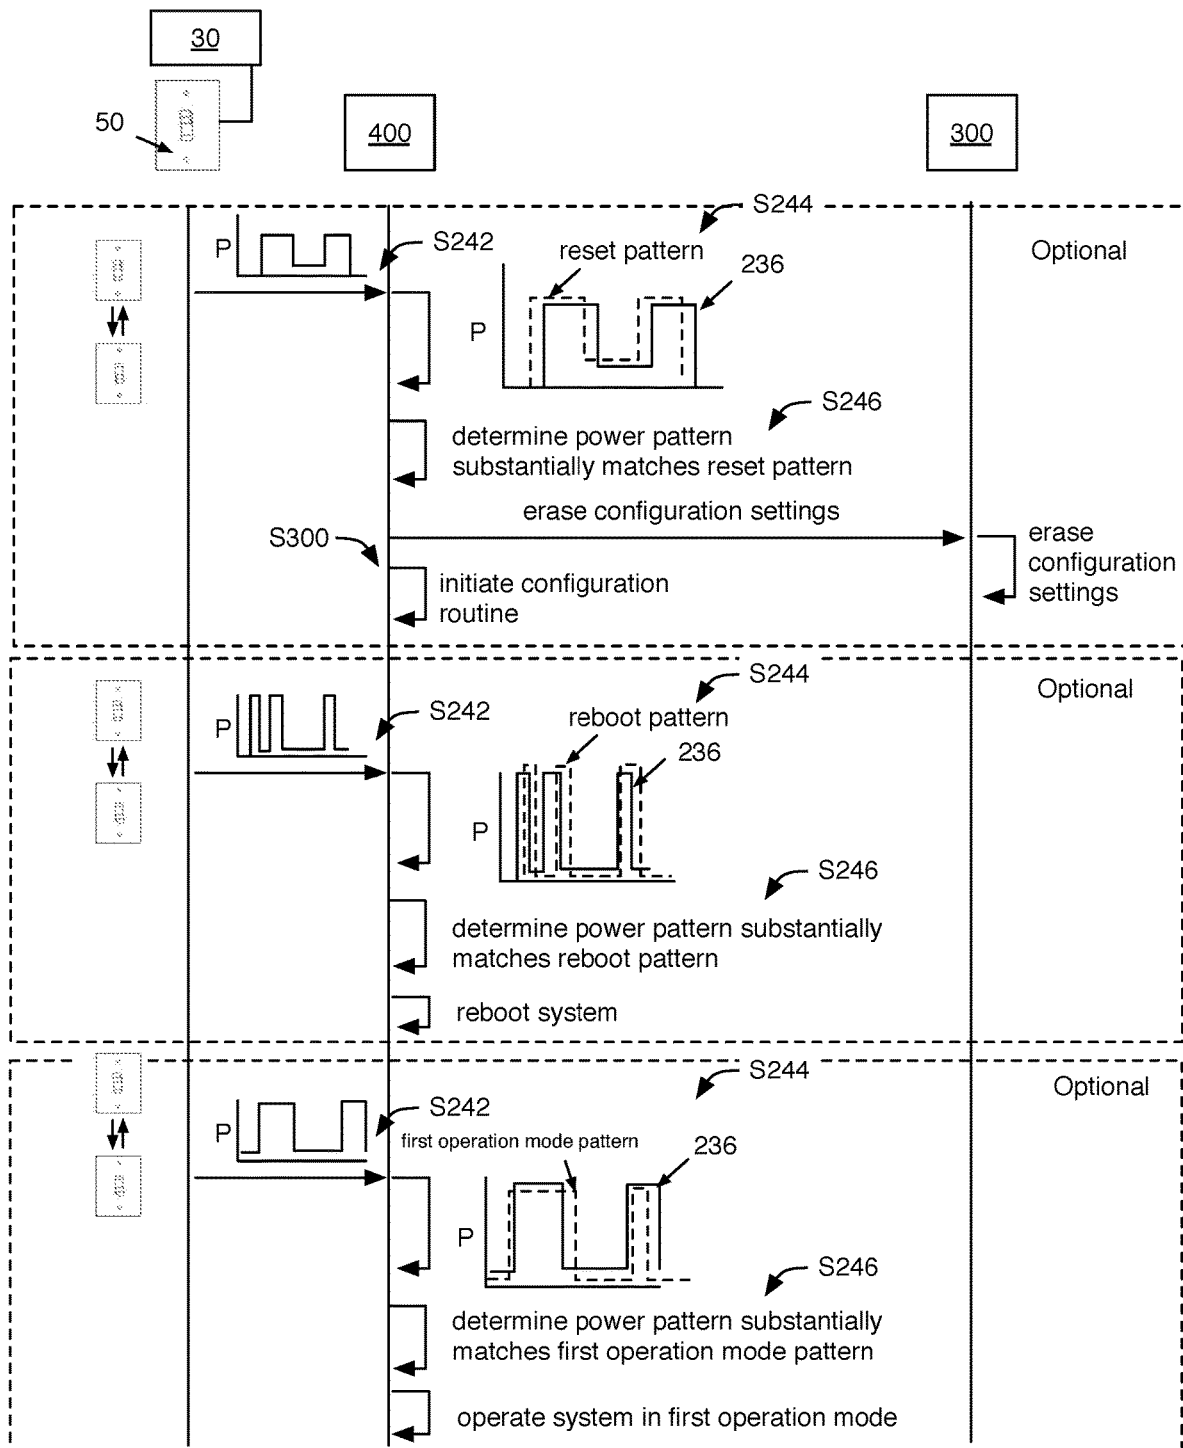 30
50
400
300
S244
P
S242
reset pattern
236
Optional
P
S246
determine power pattern
substantially matches reset pattern
erase configuration settings
S300
erase
configuration
settings
initiate configuration
routine
S244
Optional
P
S242
reboot pattern
236
P
S246
determine power pattern substantially
matches reboot pattern
reboot system
S244
Optional
P
S242
first operation mode pattern
236
P
S246
determine power pattern substantially
matches first operation mode pattern
operate system in first operation mode